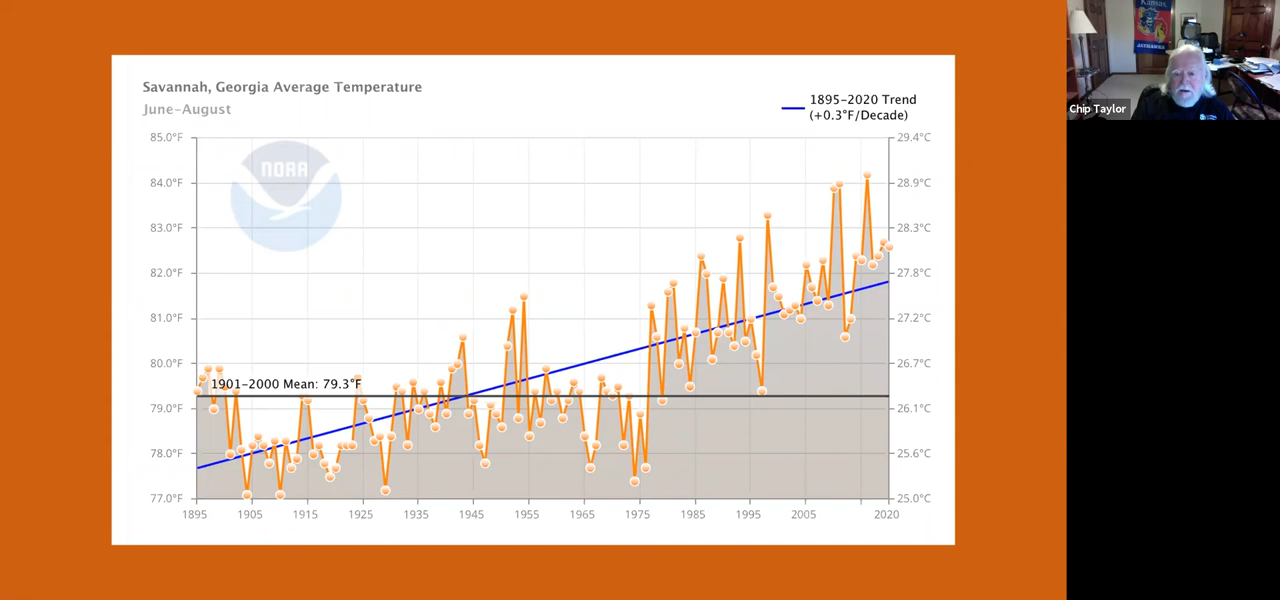 Savannah, Georgia Average Temperature
June–August
1895–2020 Trend
(+0.3°F/Decade)
85.0°F
84.0°F
83.0°F
82.0°F
81.0°F
80.0°F
79.0°F
78.0°F
77.0°F
29.4°C
28.9°C
28.3°C
27.8°C
27.2°C
26.7°C
26.1°C
25.6°C
25.0°C
NOAA
1901–2000 Mean: 79.3°F
1895
1905
1915
1925
1935
1945
1955
1965
1975
1985
1995
2005
2020
Kansas
JAYHAWKS
Chip Taylor